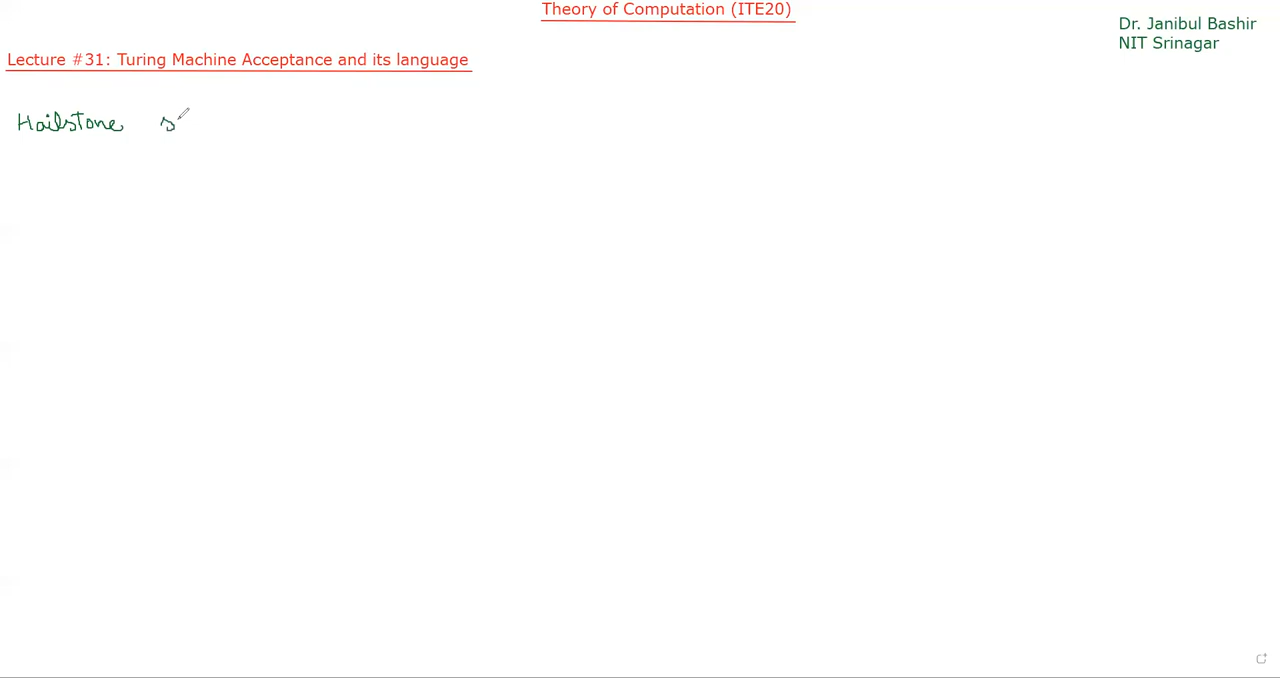 Theory of Computation (ITE20)
Dr. Janibul Bashir
NIT Srinagar
Lecture #31: Turing Machine Acceptance and its language
Hailstone s